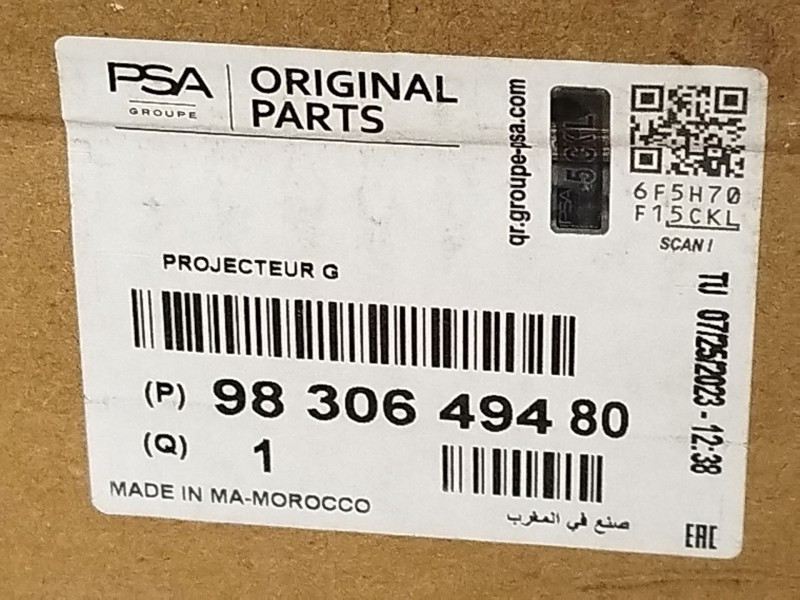 PSA
GROUPE
ORIGINAL
PARTS
qr.groupe-psa.com
PSA 5CKL
6F5H70
F15CKL
SCAN!
PROJECTEUR G
TU 07/25/2023 - 12:38
(P) 98 306 494 80
(Q) 1
MADE IN MA-MOROCCO
صنع في المغرب
EAC